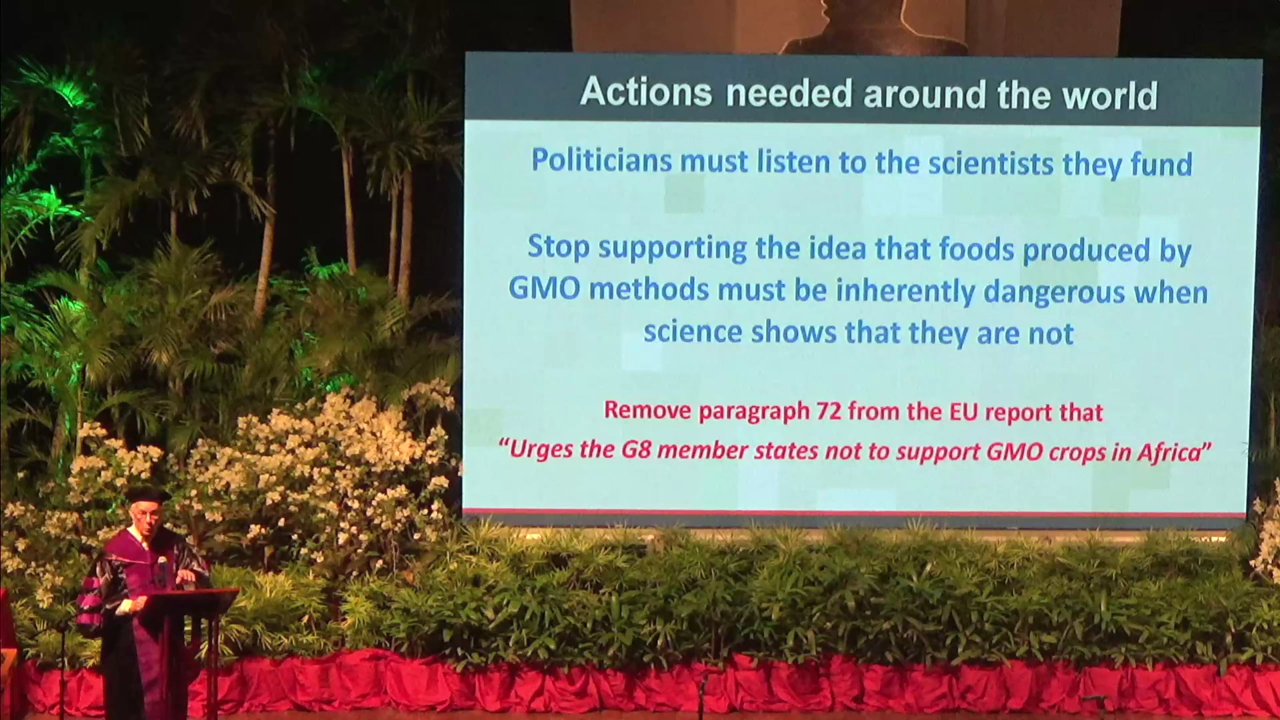 Actions needed around the world
Politicians must listen to the scientists they fund
Stop supporting the idea that foods produced by
GMO methods must be inherently dangerous when
science shows that they are not
Remove paragraph 72 from the EU report that
“Urges the G8 member states not to support GMO crops in Africa”